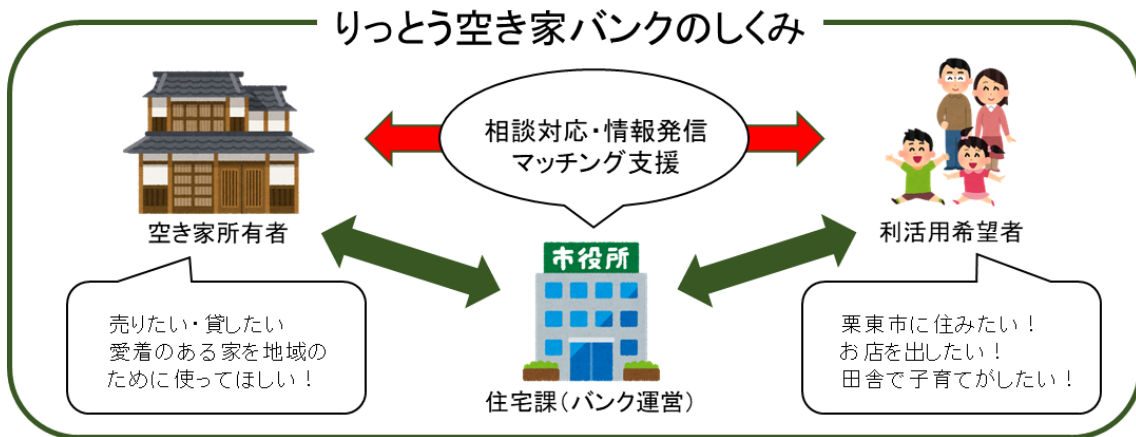 りっとう空き家バンクのしくみ
相談対応・情報発信
マッチング支援
空き家所有者
利活用希望者
市役所
売りたい・貸したい
愛着のある家を地域の
ために使ってほしい！
栗東市に住みたい！
お店を出したい！
田舎で子育てがしたい！
住宅課（バンク運営）